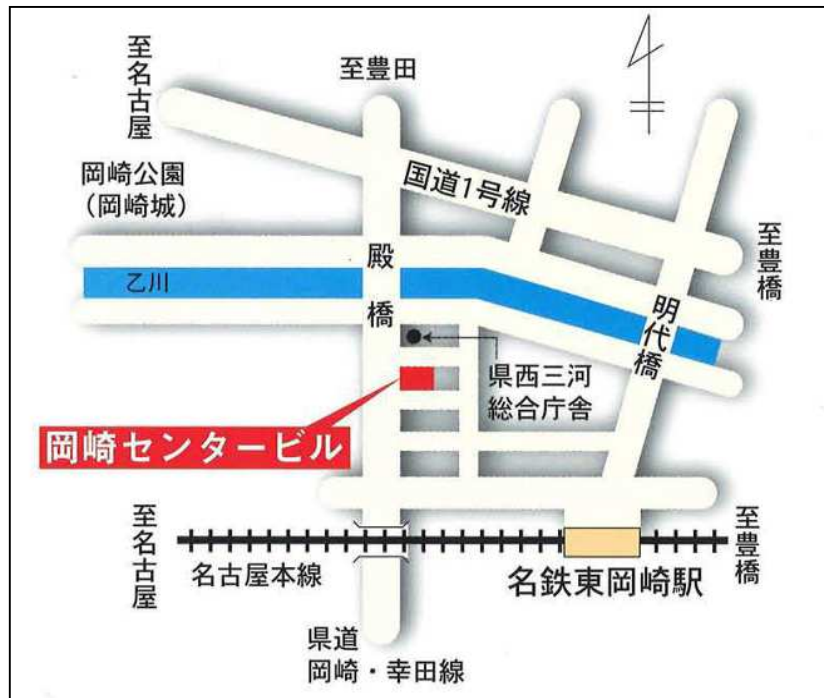 至名古屋
至豊田
岡崎公園
（岡崎城）
国道1号線
至豊橋
乙川
殿橋
明代橋
県西三河
総合庁舎
岡崎センタービル
至名古屋
至豊橋
名古屋本線
名鉄東岡崎駅
県道
岡崎・幸田線